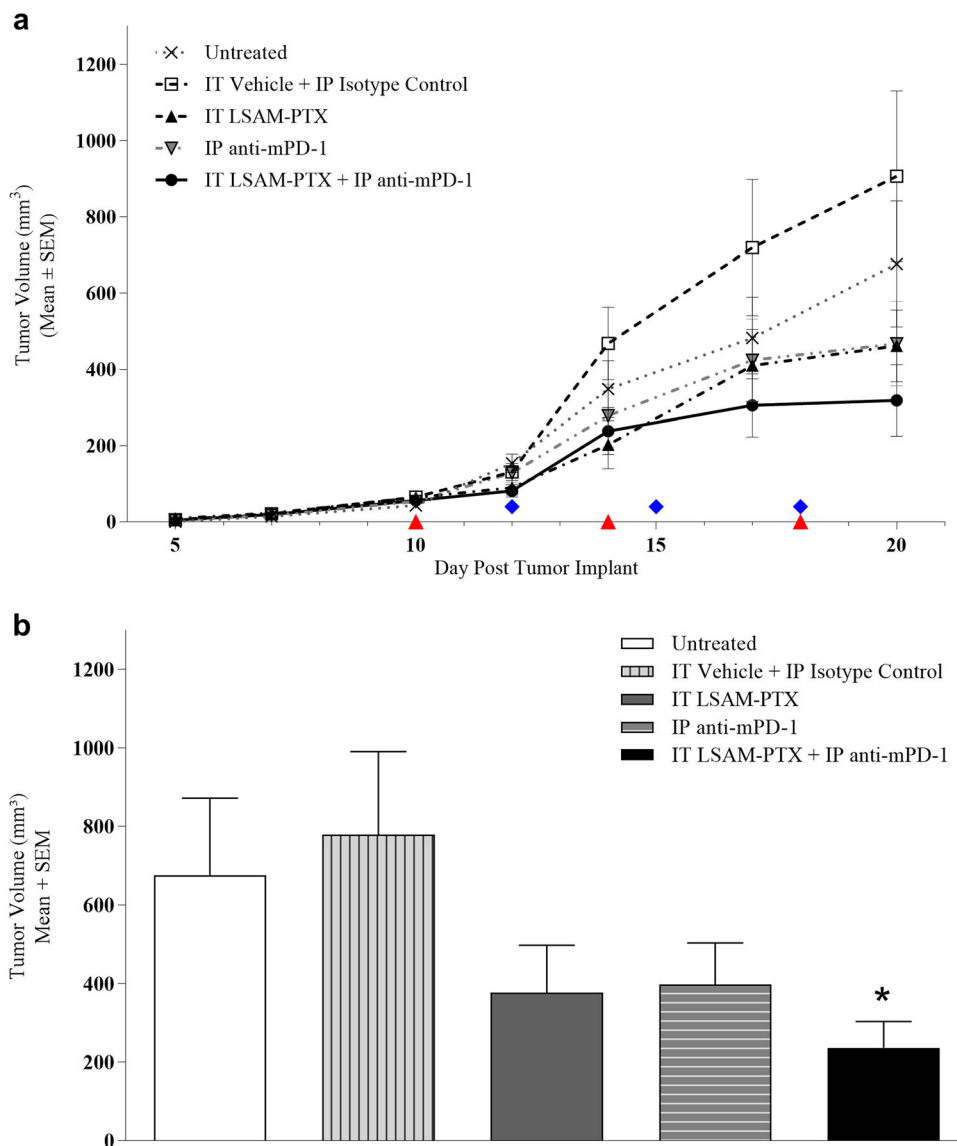 a
Untreated
IT Vehicle + IP Isotype Control
IT LSAM-PTX
IP anti-mPD-1
IT LSAM-PTX + IP anti-mPD-1
Tumor Volume (mm³)
(Mean ± SEM)
1200
1000
800
600
400
200
0
5
10
15
20
Day Post Tumor Implant
b
Untreated
IT Vehicle + IP Isotype Control
IT LSAM-PTX
IP anti-mPD-1
IT LSAM-PTX + IP anti-mPD-1
Tumor Volume (mm³)
Mean + SEM
1200
1000
800
600
400
200
0
*